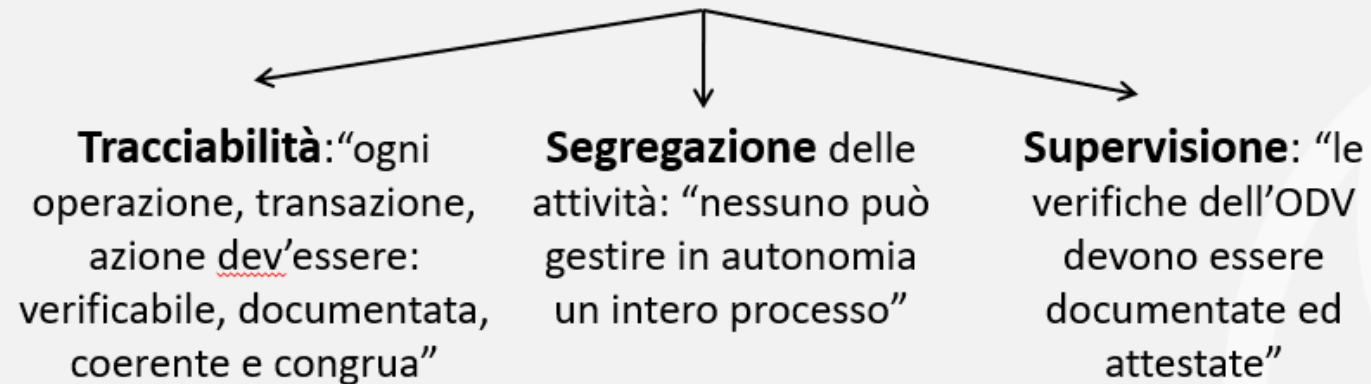 Tracciabilità:“ogni
operazione, transazione,
azione dev’essere:
verificabile, documentata,
coerente e congrua”
Segregazione delle
attività: “nessuno può
gestire in autonomia
un intero processo”
Supervisione: “le
verifiche dell’ODV
devono essere
documentate ed
attestate”